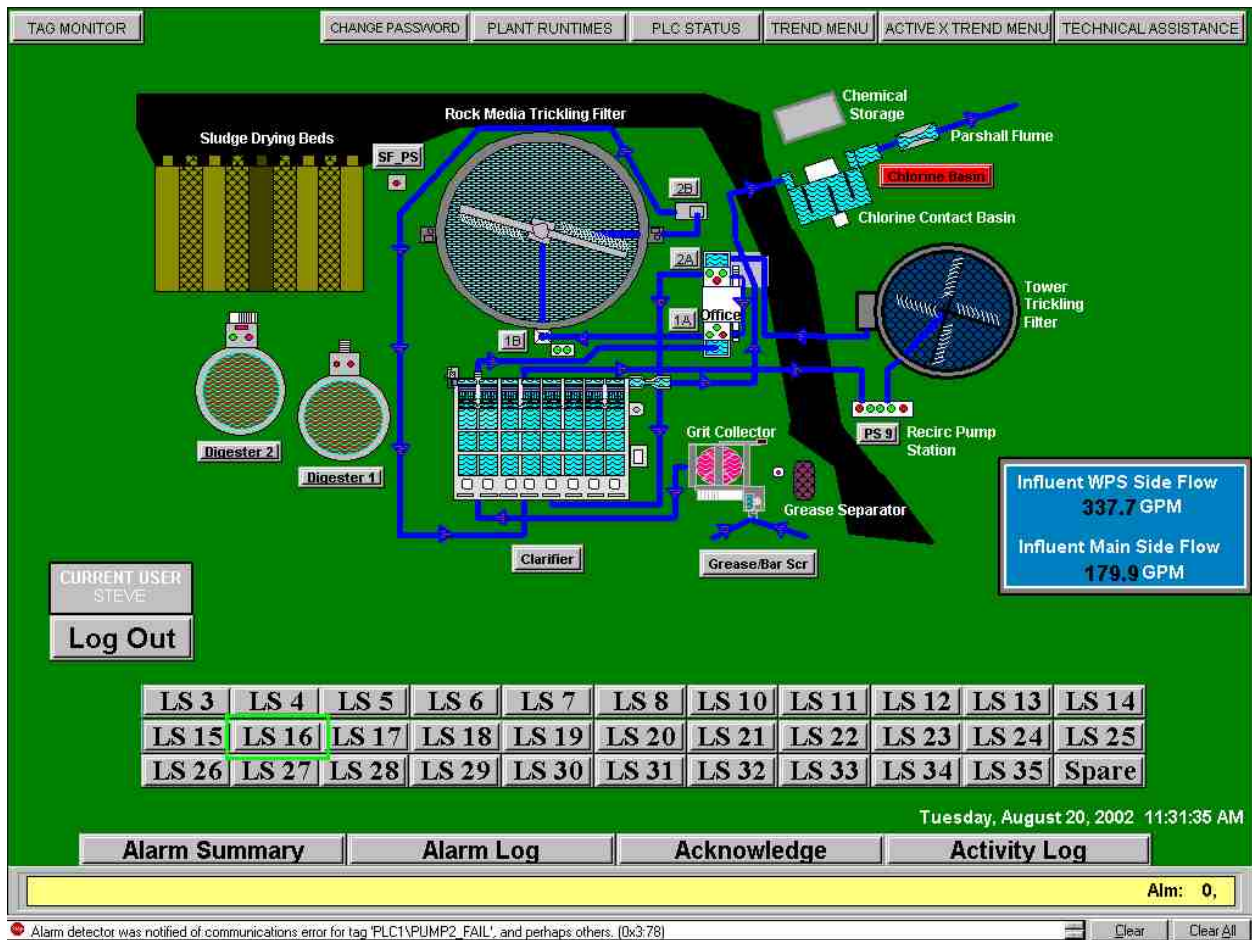 TAG MONITOR
CHANGE PASSWORD
PLANT RUNTIMES
PLC STATUS
TREND MENU
ACTIVE X TREND MENU
TECHNICAL ASSISTANCE
Chemical
Storage
Rock Media Trickling Filter
Parshall Flume
Sludge Drying Beds
SF_PS
Chlorine Basin
2B
Chlorine Contact Basin
2A
Tower
Trickling
Filter
Office
1A
1B
PS 9
Recirc Pump
Station
Grit Collector
Digester 2
Digester 1
Grease Separator
Clarifier
Grease/Bar Scr
Influent WPS Side Flow
337.7 GPM
Influent Main Side Flow
179.9 GPM
CURRENT USER
STEVE
Log Out
LS 3 LS 4 LS 5 LS 6 LS 7 LS 8 LS 10 LS 11 LS 12 LS 13 LS 14
LS 15 LS 16 LS 17 LS 18 LS 19 LS 20 LS 21 LS 22 LS 23 LS 24 LS 25
LS 26 LS 27 LS 28 LS 29 LS 30 LS 31 LS 32 LS 33 LS 34 LS 35 Spare
Tuesday, August 20, 2002 11:31:35 AM
Alarm Summary
Alarm Log
Acknowledge
Activity Log
Alm: 0,
Alarm detector was notified of communications error for tag 'PLC1\PUMP2_FAIL', and perhaps others. (0x3:78)
Clear
Clear All